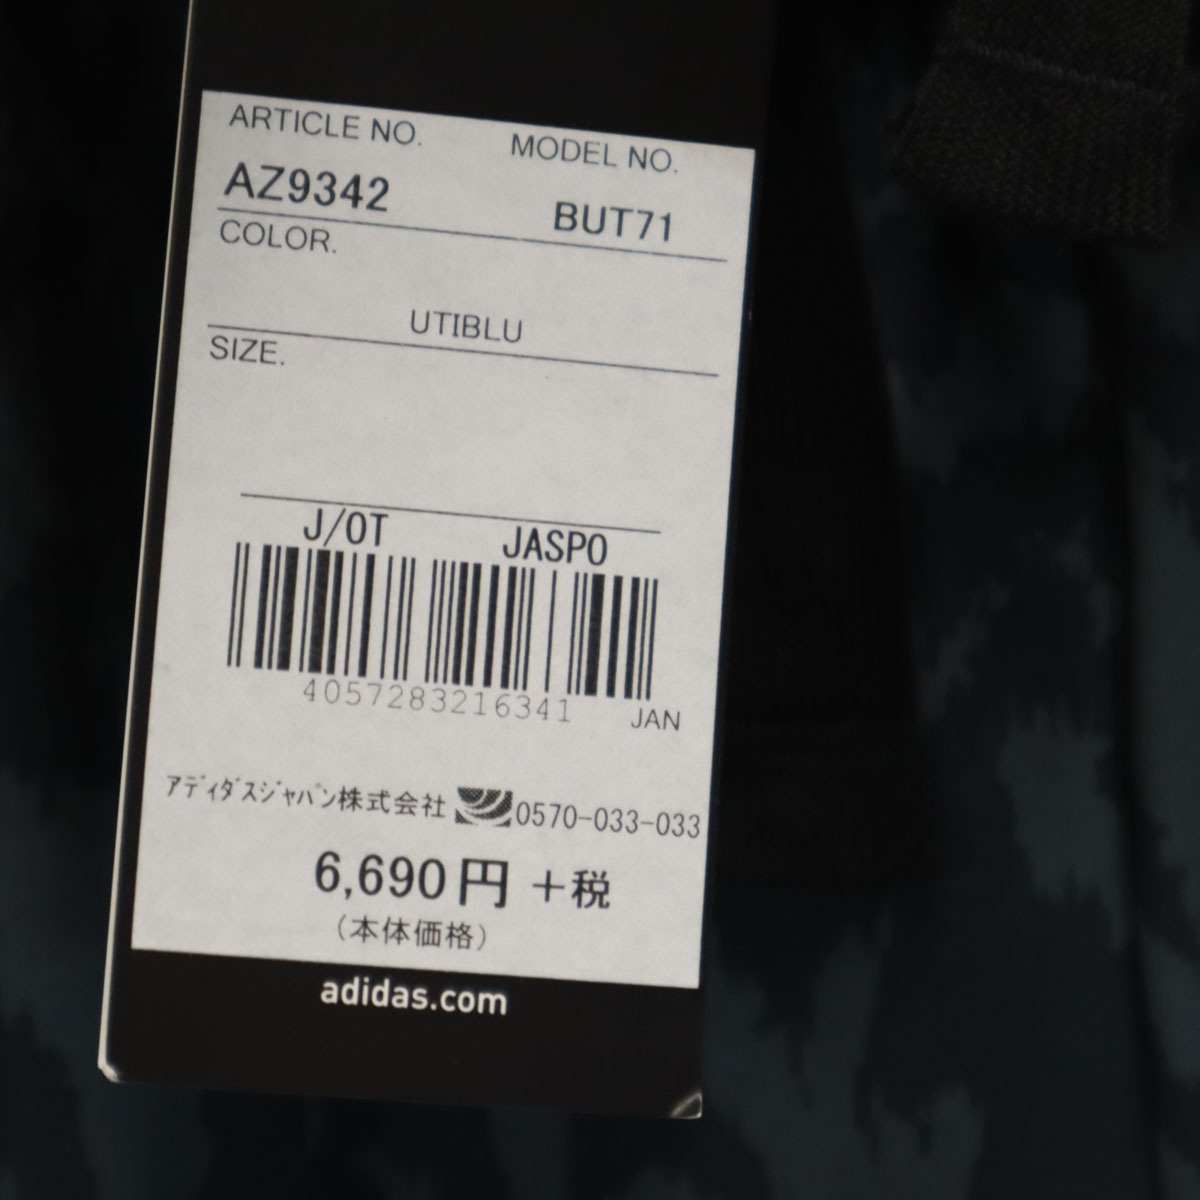 ARTICLE NO. MODEL NO.
AZ9342 BUT71
COLOR.
UTIBLU
SIZE.
J/OT JASPO
4057283216341 JAN
アディダスジャパン株式会社 0570-033-033
6,690円 +税
(本体価格)
adidas.com